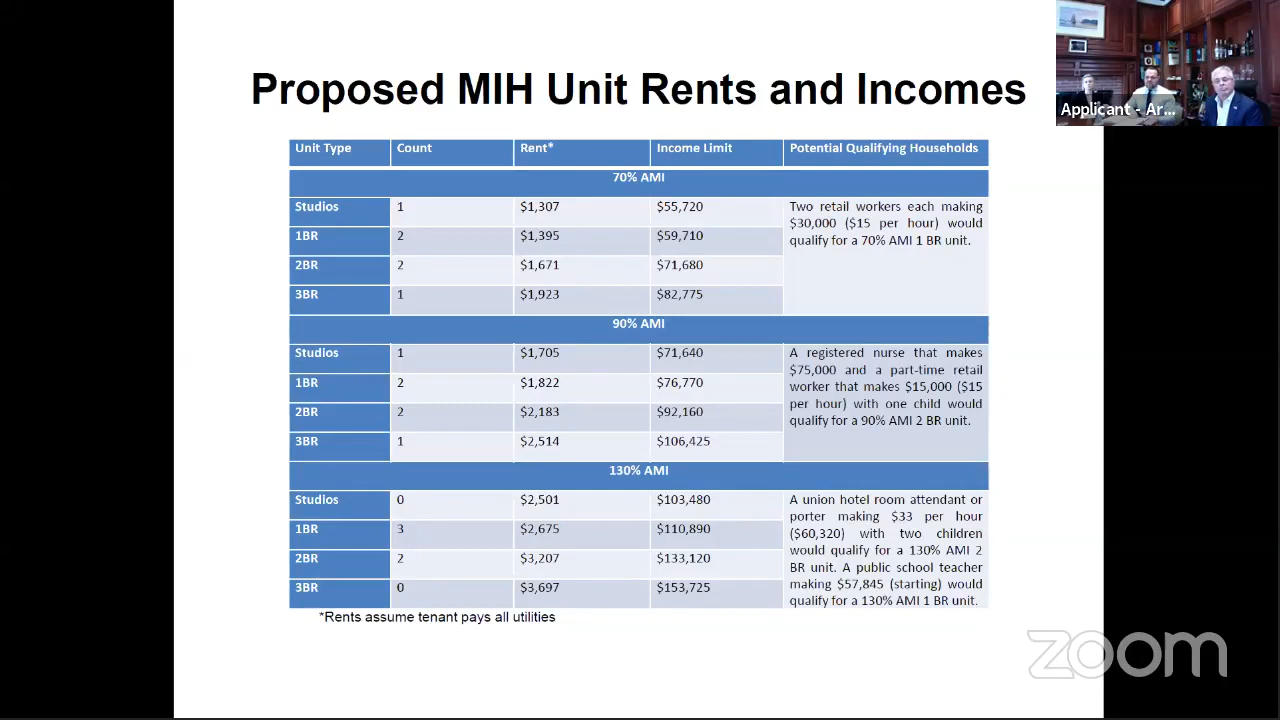 Proposed MIH Unit Rents and Incomes
Applicant - Ar...
Unit Type Count Rent* Income Limit Potential Qualifying Households
70% AMI
Studios 1 $1,307 $55,720
1BR 2 $1,395 $59,710
2BR 2 $1,671 $71,680
3BR 1 $1,923 $82,775
Two retail workers each making
$30,000 ($15 per hour) would
qualify for a 70% AMI 1 BR unit.
90% AMI
Studios 1 $1,705 $71,640
1BR 2 $1,822 $76,770
2BR 2 $2,183 $92,160
3BR 1 $2,514 $106,425
A registered nurse that makes
$75,000 and a part-time retail
worker that makes $15,000 ($15
per hour) with one child would
qualify for a 90% AMI 2 BR unit.
130% AMI
Studios 0 $2,501 $103,480
1BR 3 $2,675 $110,890
2BR 2 $3,207 $133,120
3BR 0 $3,697 $153,725
A union hotel room attendant or
porter making $33 per hour
($60,320) with two children
would qualify for a 130% AMI 2
BR unit. A public school teacher
making $57,845 (starting) would
qualify for a 130% AMI 1 BR unit.
*Rents assume tenant pays all utilities
zoom